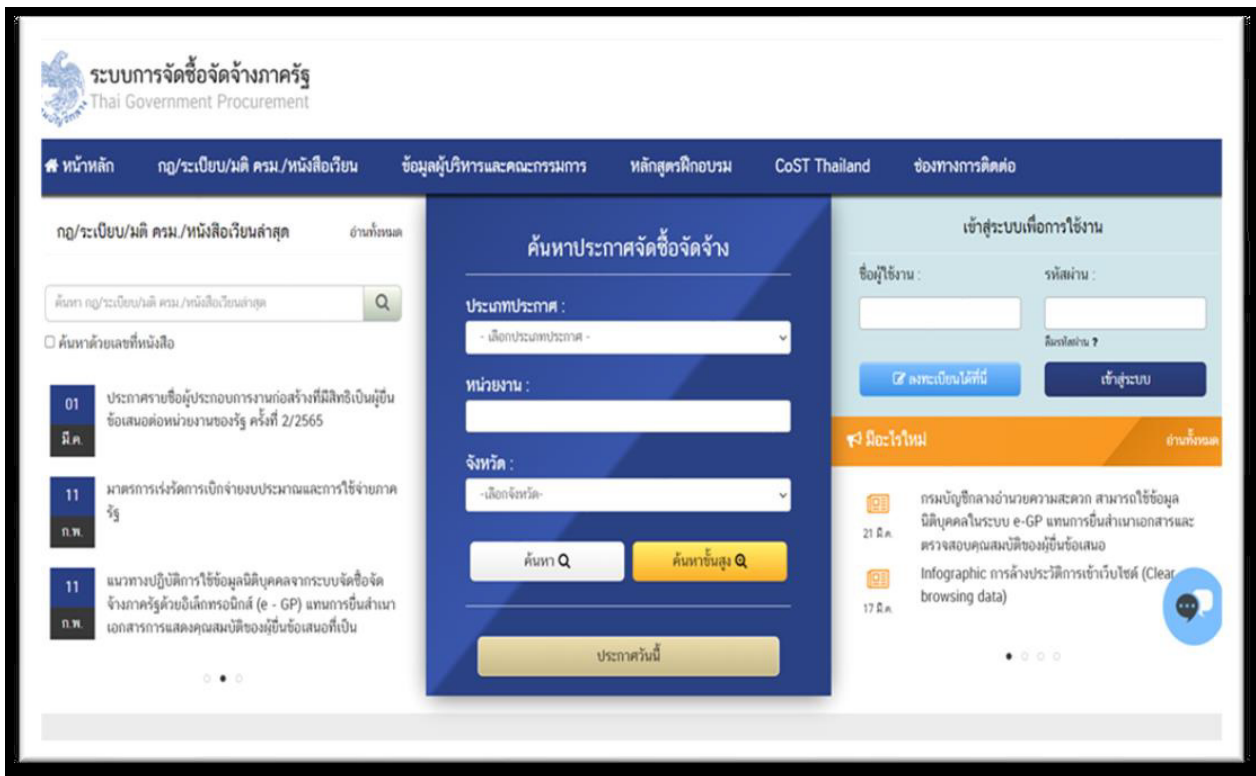 ระบบการจัดซื้อจัดจ้างภาครัฐ
Thai Government Procurement
หน้าหลัก กฎ/ระเบียบ/มติ ครม./หนังสือเวียน ข้อมูลผู้บริหารและคณะกรรมการ หลักสูตรฝึกอบรม CoST Thailand ช่องทางการติดต่อ
กฎ/ระเบียบ/มติ ครม./หนังสือเวียนล่าสุด อ่านทั้งหมด
ค้นหา กฎ/ระเบียบ/มติ ครม./หนังสือเวียนล่าสุด
ค้นหาด้วยเลขที่หนังสือ
01 มี.ค.
ประกาศรายชื่อผู้ประกอบการงานก่อสร้างที่มีสิทธิเป็นผู้ยื่น
ข้อเสนอต่อหน่วยงานของรัฐ ครั้งที่ 2/2565
11 ก.พ.
มาตรการเร่งรัดการเบิกจ่ายงบประมาณและการใช้จ่ายภาค
รัฐ
11 ก.พ.
แนวทางปฏิบัติการใช้ข้อมูลนิติบุคคลจากระบบจัดซื้อจัด
จ้างภาครัฐด้วยอิเล็กทรอนิกส์ (e - GP) แทนการยื่นสำเนา
เอกสารการแสดงคุณสมบัติของผู้ยื่นข้อเสนอที่เป็น
ค้นหาประกาศจัดซื้อจัดจ้าง
ประเภทประกาศ :
- เลือกประเภทประกาศ -
หน่วยงาน :
จังหวัด :
-เลือกจังหวัด-
ค้นหา ค้นหาขั้นสูง
ประกาศวันนี้
เข้าสู่ระบบเพื่อการใช้งาน
ชื่อผู้ใช้งาน : รหัสผ่าน :
ลืมรหัสผ่าน ?
ลงทะเบียนได้ที่นี่ เข้าสู่ระบบ
มีอะไรใหม่ อ่านทั้งหมด
21 มี.ค.
กรมบัญชีกลางอำนวยความสะดวก สามารถใช้ข้อมูล
นิติบุคคลในระบบ e-GP แทนการยื่นสำเนาเอกสารและ
ตรวจสอบคุณสมบัติของผู้ยื่นข้อเสนอ
17 มี.ค.
Infographic การล้างประวัติการเข้าเว็บไซต์ (Clear
browsing data)